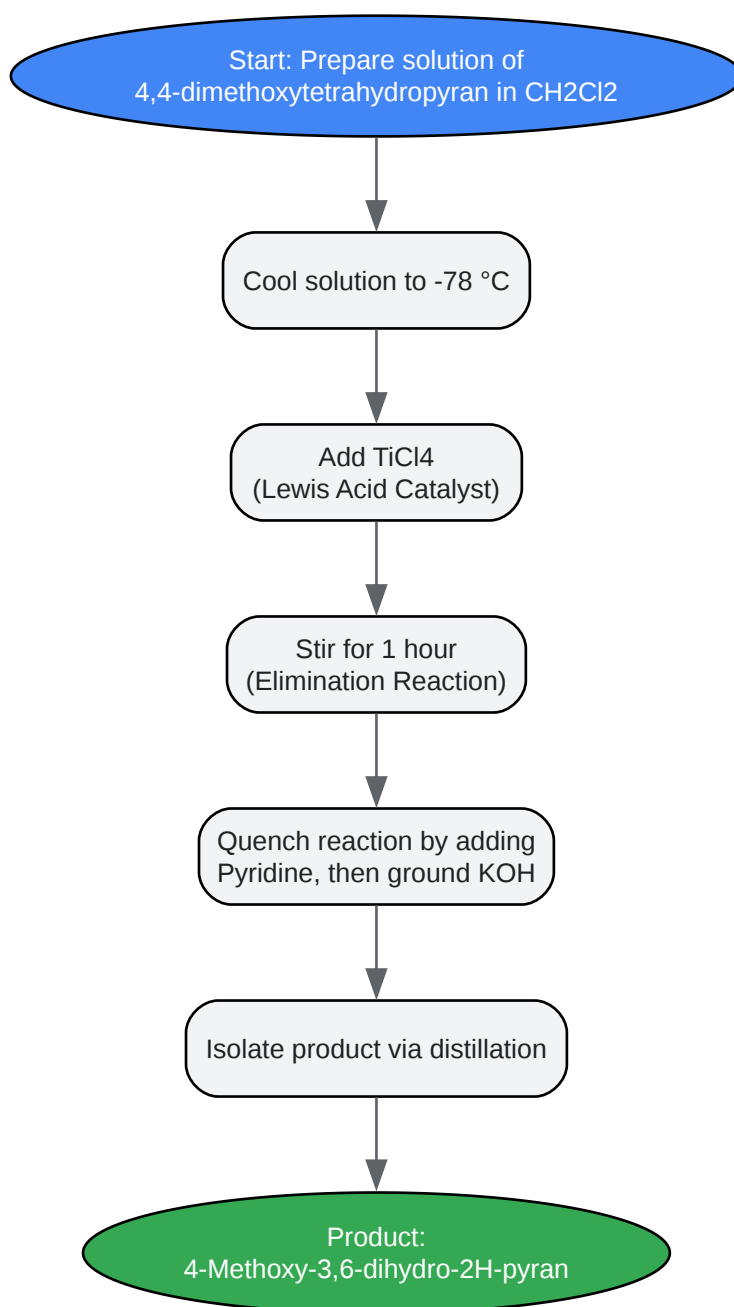 Start: Prepare solution of
4,4-dimethoxytetrahydropyran in CH2Cl2
Cool solution to -78 °C
Add TiCl4
(Lewis Acid Catalyst)
Stir for 1 hour
(Elimination Reaction)
Quench reaction by adding
Pyridine, then ground KOH
Isolate product via distillation
Product:
4-Methoxy-3,6-dihydro-2H-pyran